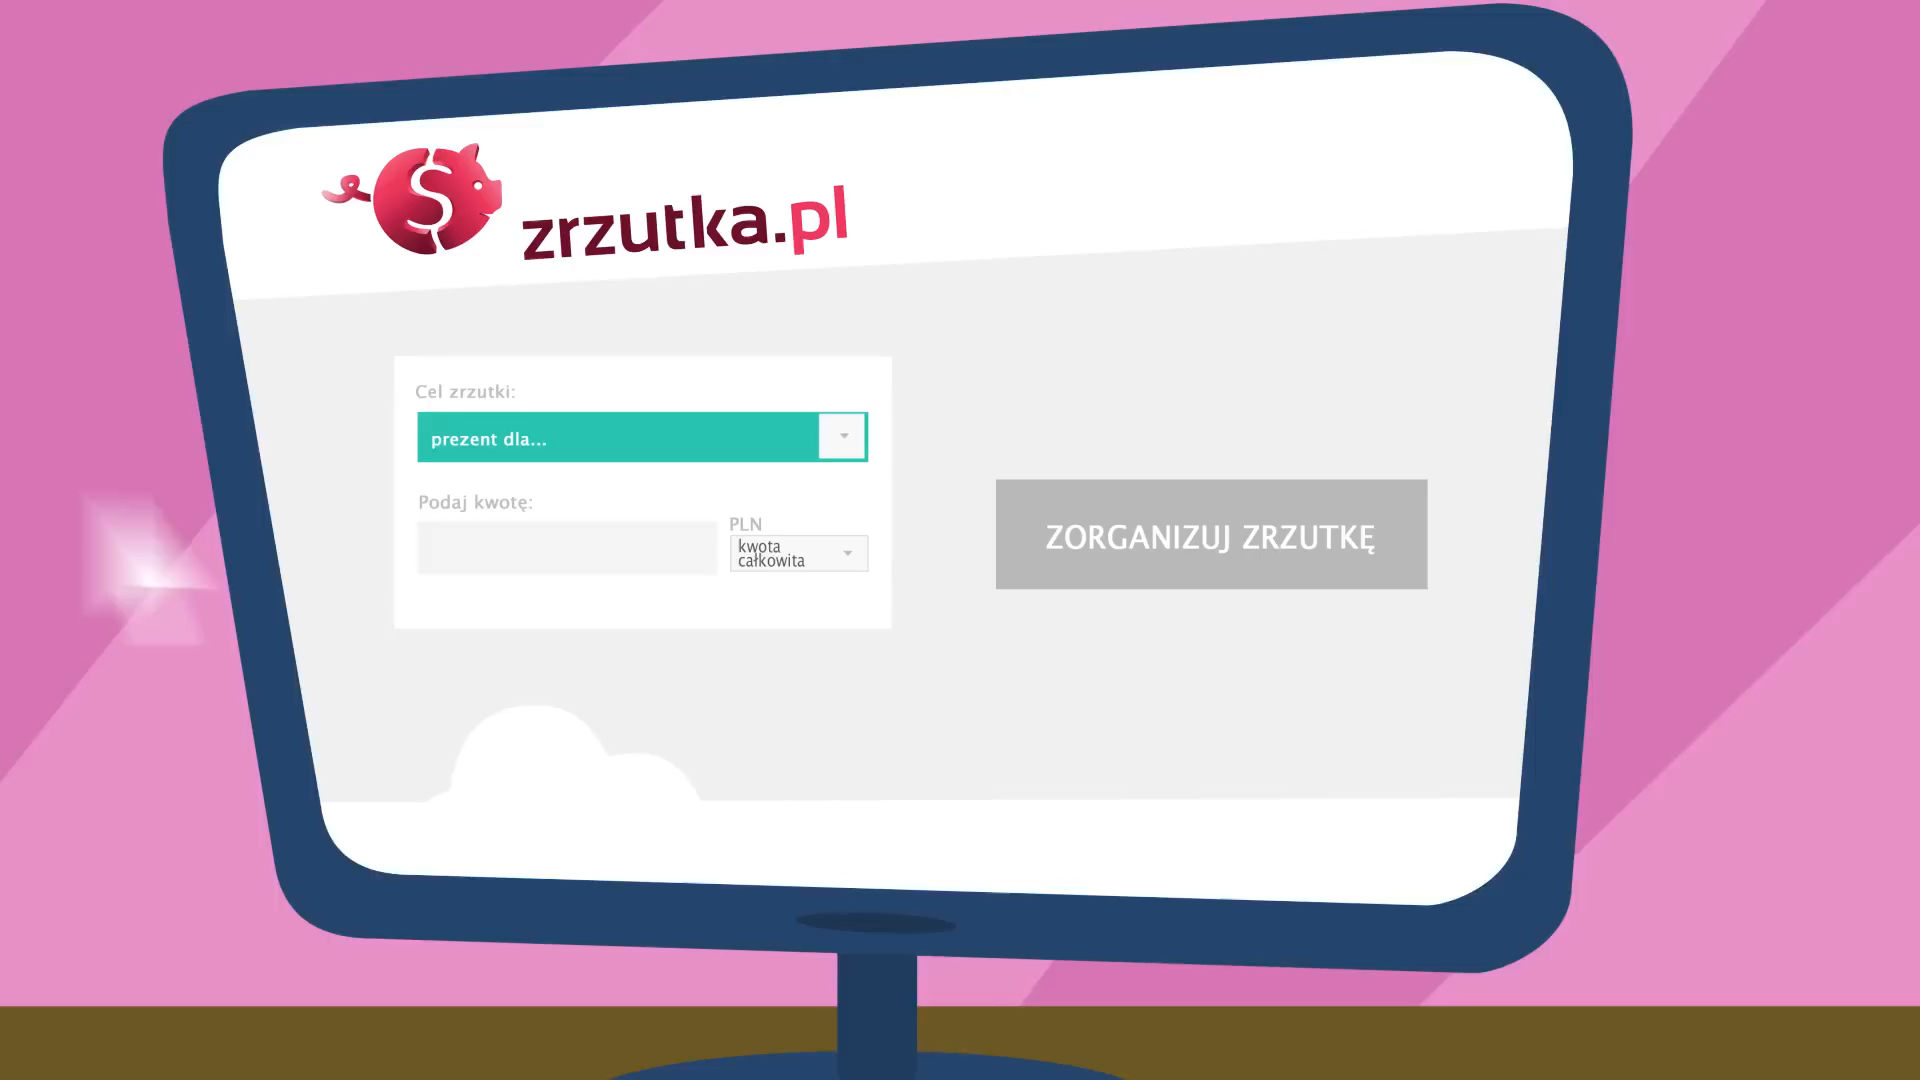 zrzutka.pl
Cel zrzutki:
prezent dla...
Podaj kwotę:
PLN
kwota
całkowita
ZORGANIZUJ ZRZUTKĘ